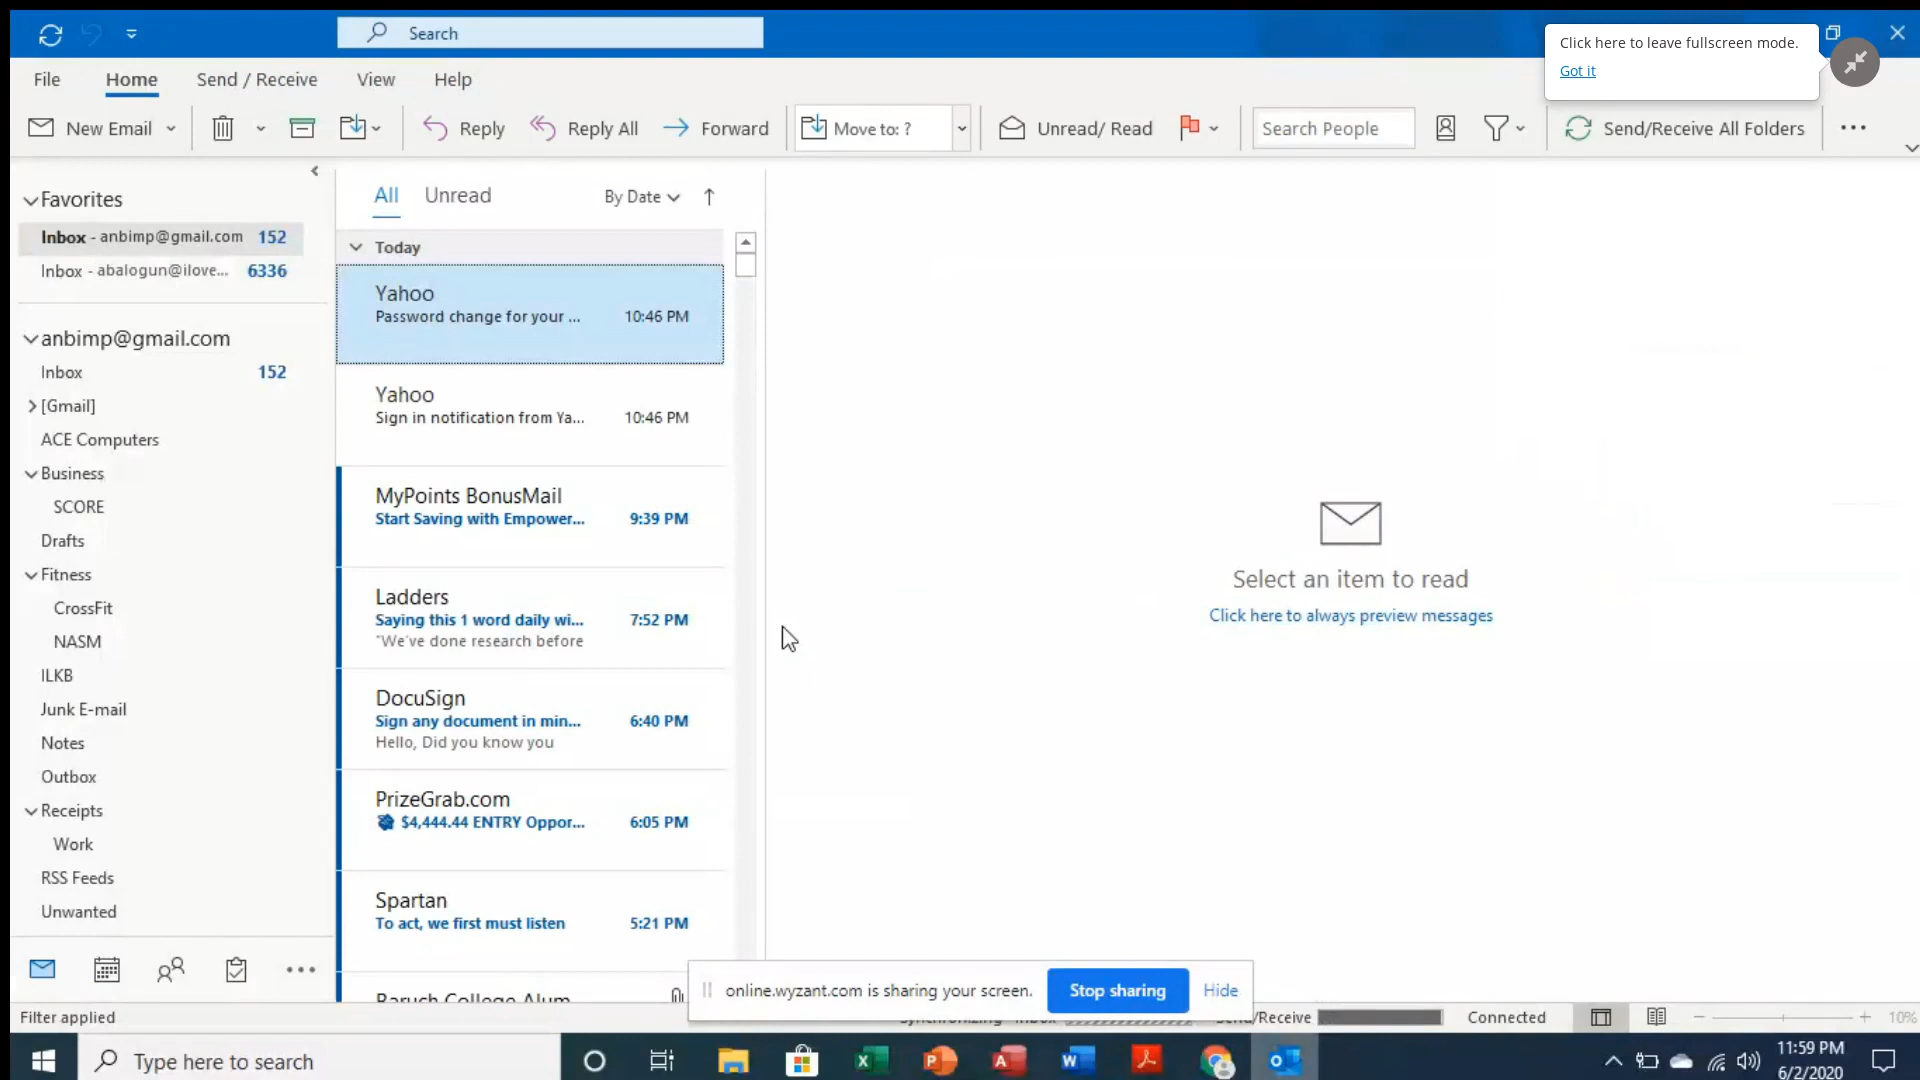 Search
Click here to leave fullscreen mode.
Got it
File Home Send / Receive View Help
New Email Reply Reply All Forward Move to: ? Unread/ Read Search People Send/Receive All Folders
Favorites
Inbox - anbimp@gmail.com 152
Inbox - abalogun@ilove... 6336
anbimp@gmail.com
Inbox 152
[Gmail]
ACE Computers
Business
SCORE
Drafts
Fitness
CrossFit
NASM
ILKB
Junk E-mail
Notes
Outbox
Receipts
Work
RSS Feeds
Unwanted
All Unread By Date
Today
Yahoo
Password change for your ... 10:46 PM
Yahoo
Sign in notification from Ya... 10:46 PM
MyPoints BonusMail
Start Saving with Empower... 9:39 PM
Ladders
Saying this 1 word daily wi... 7:52 PM
"We've done research before
DocuSign
Sign any document in min... 6:40 PM
Hello, Did you know you
PrizeGrab.com
$4,444.44 ENTRY Oppor... 6:05 PM
Spartan
To act, we first must listen 5:21 PM
Baruch College Alum
Select an item to read
Click here to always preview messages
online.wyzant.com is sharing your screen. Stop sharing Hide
Filter applied Synchronizing Inbox Send/Receive Connected 10%
Type here to search
11:59 PM
6/2/2020